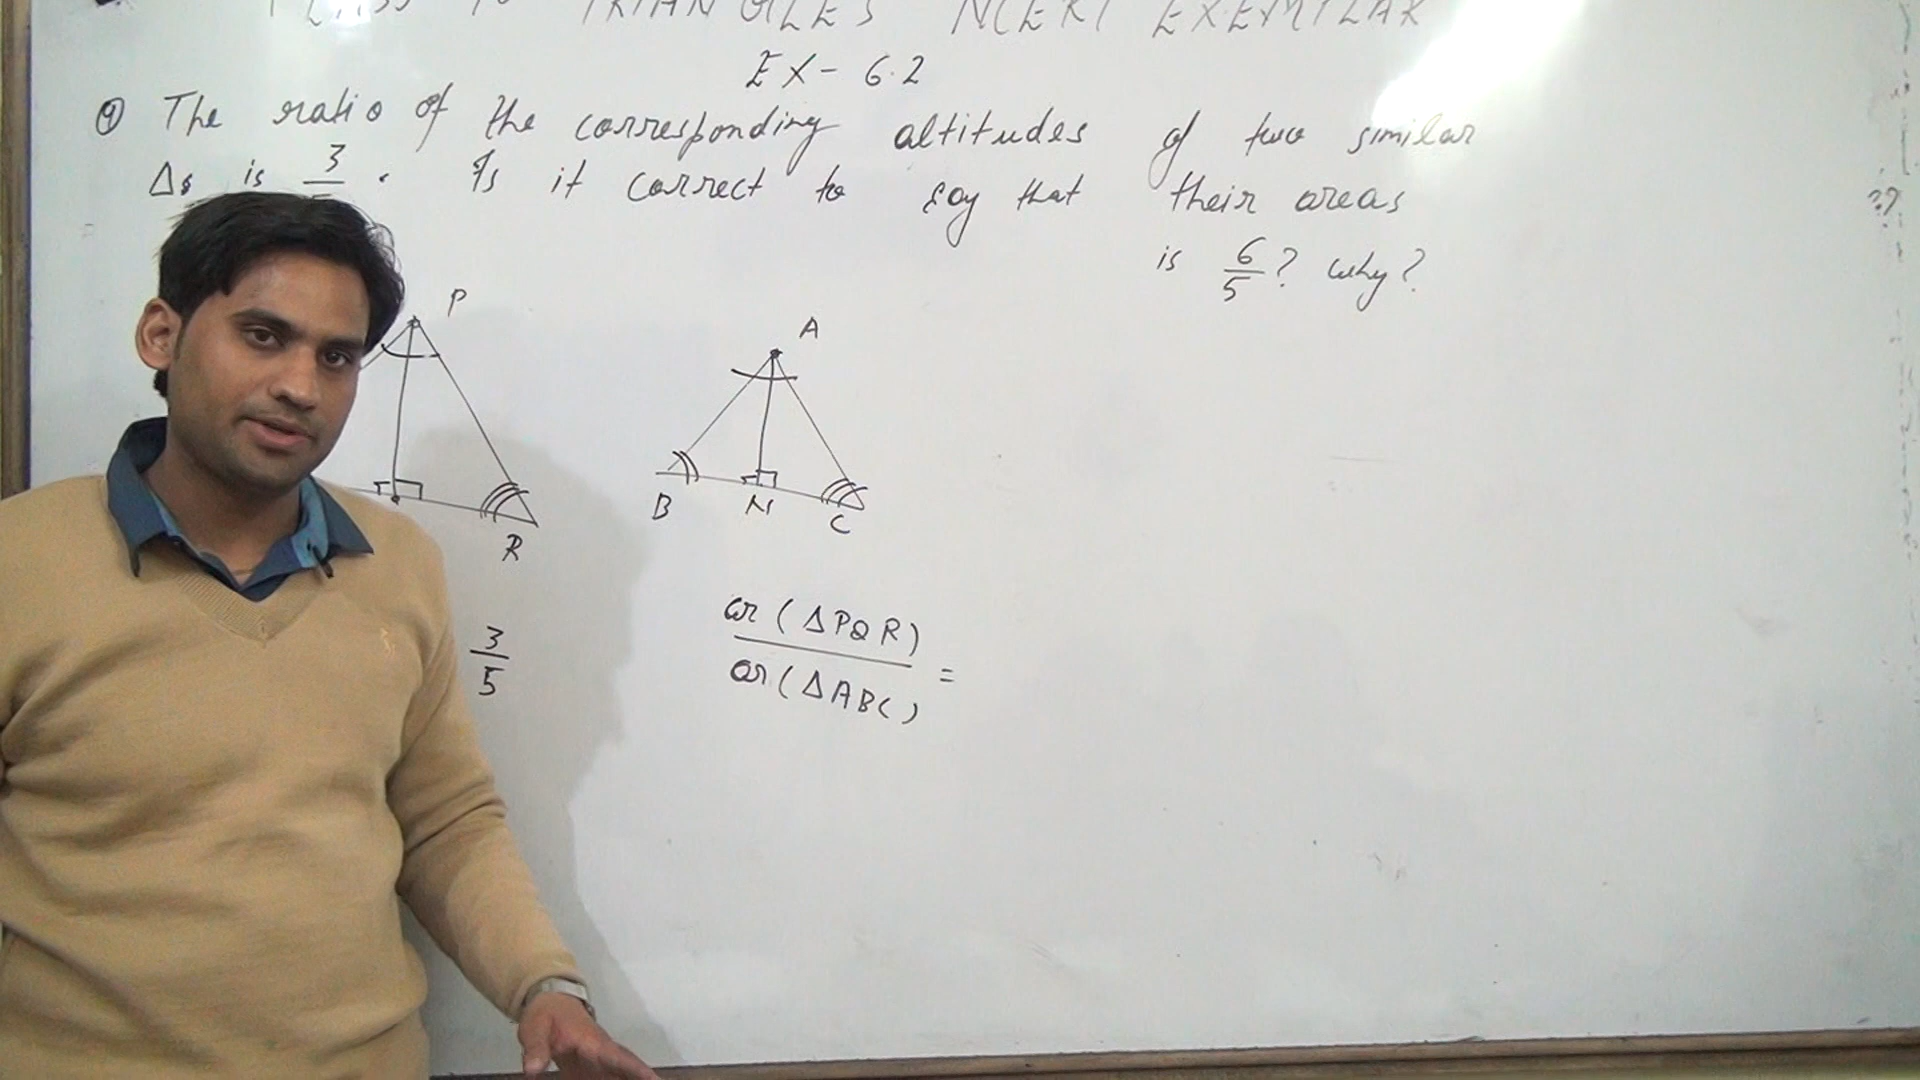 CLASS 10 TRIANGLES NCERT EXEMPLAR
EX- 6.2
9 The ratio of the corresponding altitudes of two similar
Δs is 3 . Is it correct to say that their areas
is 6/5 ? why?
P
A
B N C
R
3/5
ar (ΔPQR)
ar (ΔABC) =